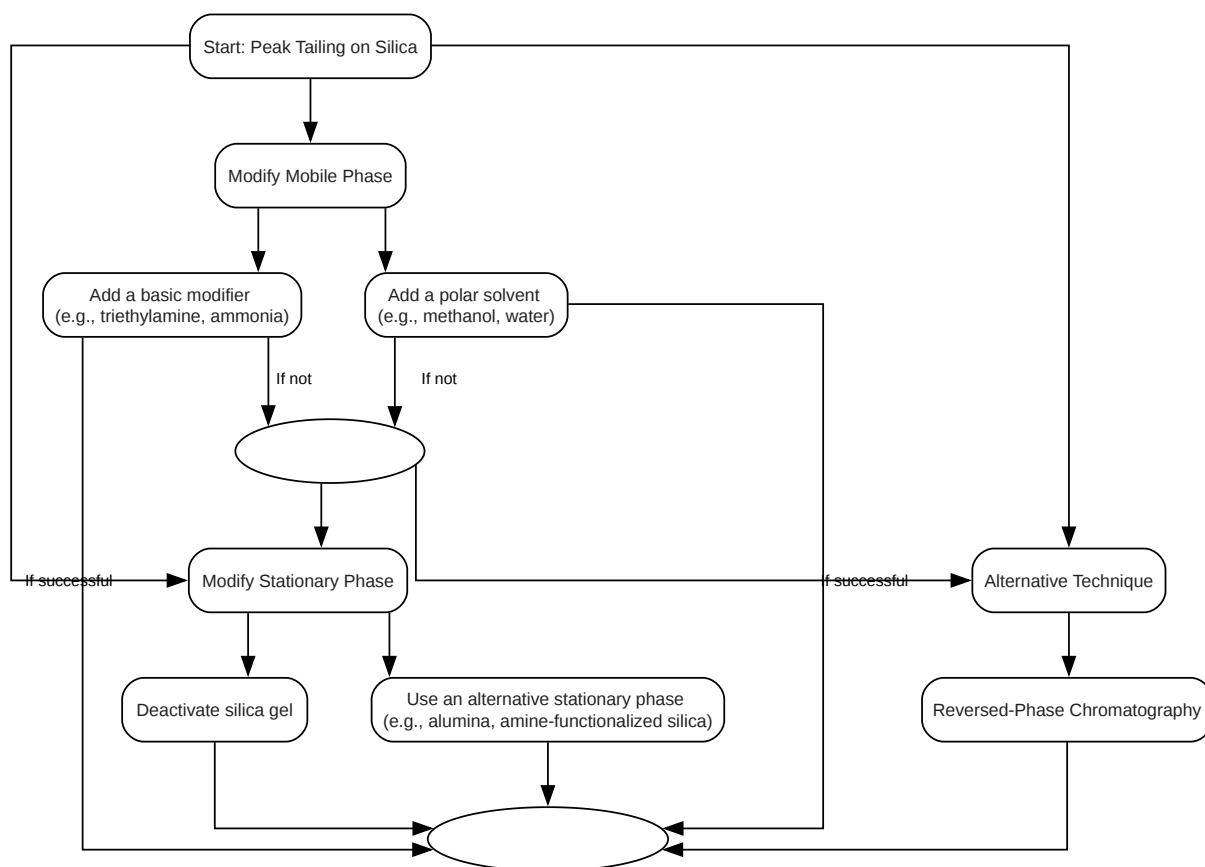 Start: Peak Tailing on Silica
Modify Mobile Phase
Add a basic modifier
(e.g., triethylamine, ammonia)
Add a polar solvent
(e.g., methanol, water)
If not
If not
If successful
Modify Stationary Phase
If successful
Alternative Technique
Deactivate silica gel
Use an alternative stationary phase
(e.g., alumina, amine-functionalized silica)
Reversed-Phase Chromatography